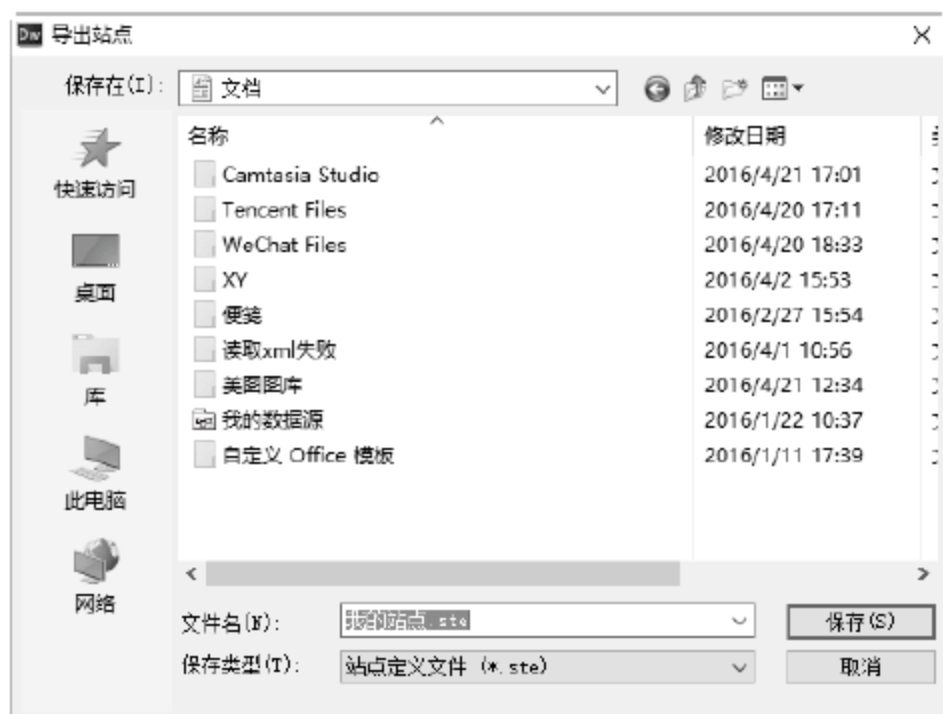 Dw 导出站点
保存在(I): 文档
名称 修改日期
Camtasia Studio 2016/4/21 17:01
Tencent Files 2016/4/20 17:11
WeChat Files 2016/4/20 18:33
XY 2016/4/2 15:53
便笺 2016/2/27 15:54
读取xml失败 2016/4/1 10:56
美图图库 2016/4/21 12:34
我的数据源 2016/1/22 10:37
自定义 Office 模板 2016/1/11 17:39
快速访问
桌面
库
此电脑
网络
文件名(N): 我的站点.ste 保存(S)
保存类型(T): 站点定义文件 (*.ste) 取消